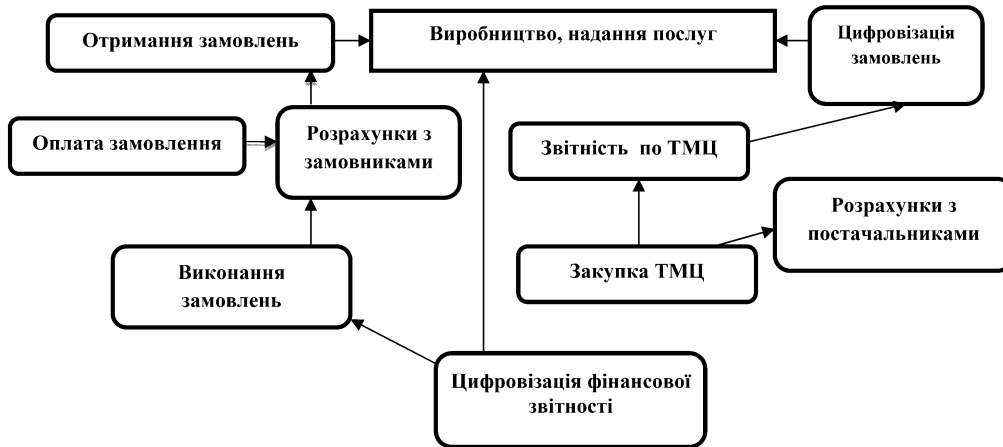 Отримання замовлень
Виробництво, надання послуг
Цифровізація
замовлень
Оплата замовлення
Розрахунки з
замовниками
Звітність по ТМЦ
Розрахунки з
постачальниками
Виконання
замовлень
Закупка ТМЦ
Цифровізація фінансової
звітності